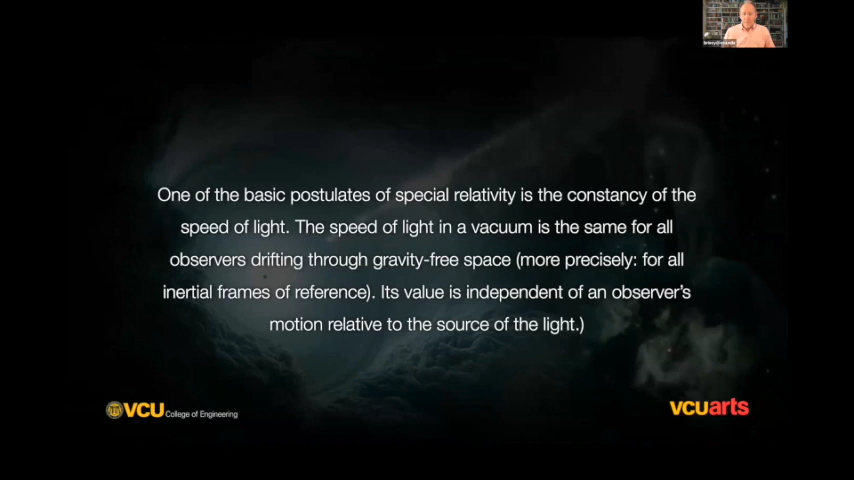 One of the basic postulates of special relativity is the constancy of the
speed of light. The speed of light in a vacuum is the same for all
observers drifting through gravity-free space (more precisely: for all
inertial frames of reference). Its value is independent of an observer's
motion relative to the source of the light.)
VCU College of Engineering
vcuarts